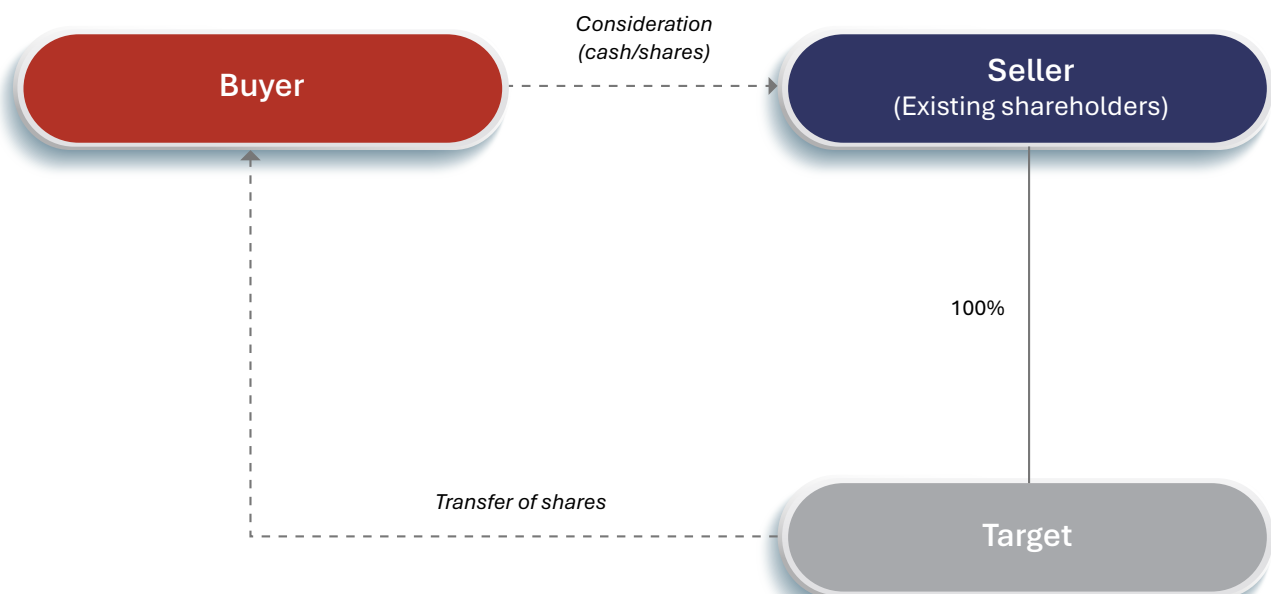 Consideration
(cash/shares)
Buyer
Seller
(Existing shareholders)
100%
Transfer of shares
Target